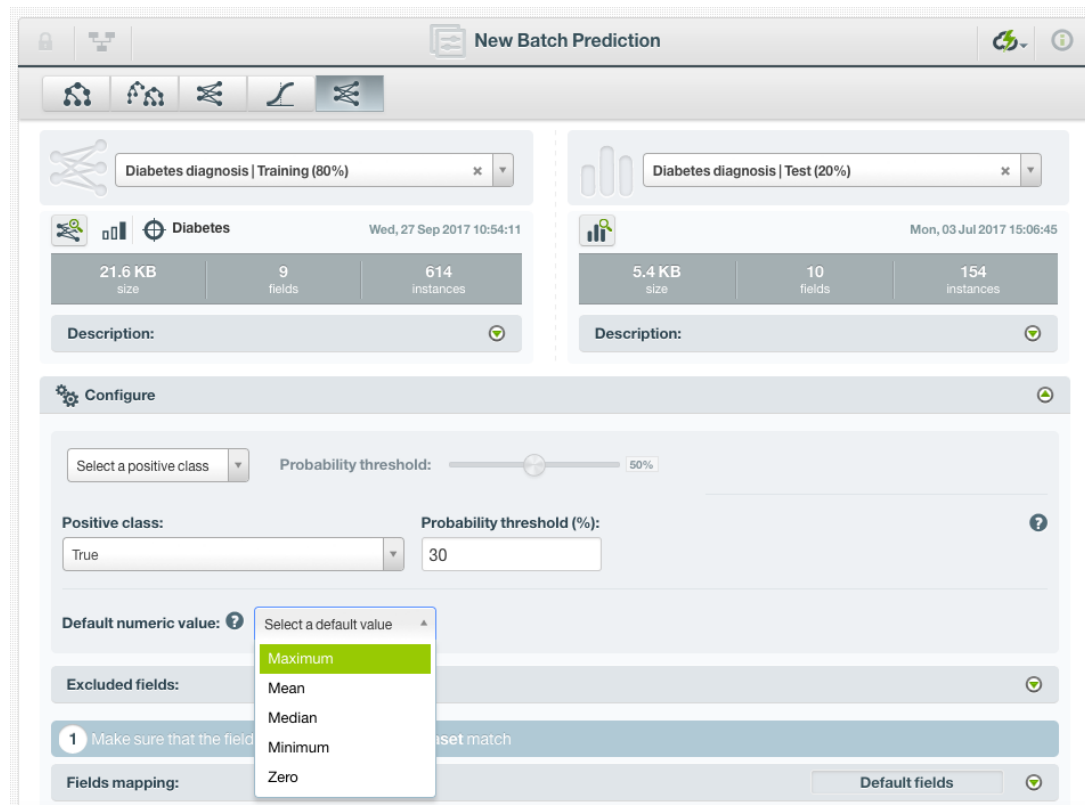 New Batch Prediction
Diabetes diagnosis | Training (80%)
Diabetes diagnosis | Test (20%)
Diabetes
Wed, 27 Sep 2017 10:54:11
Mon, 03 Jul 2017 15:06:45
21.6 KB 9 614
size fields instances
5.4 KB 10 154
size fields instances
Description:
Description:
Configure
Select a positive class
Probability threshold: 50%
Positive class:
Probability threshold (%):
True
30
Default numeric value: Select a default value
Maximum
Mean
Median
Minimum
Zero
Excluded fields:
1 Make sure that the field
match
Fields mapping:
Default fields